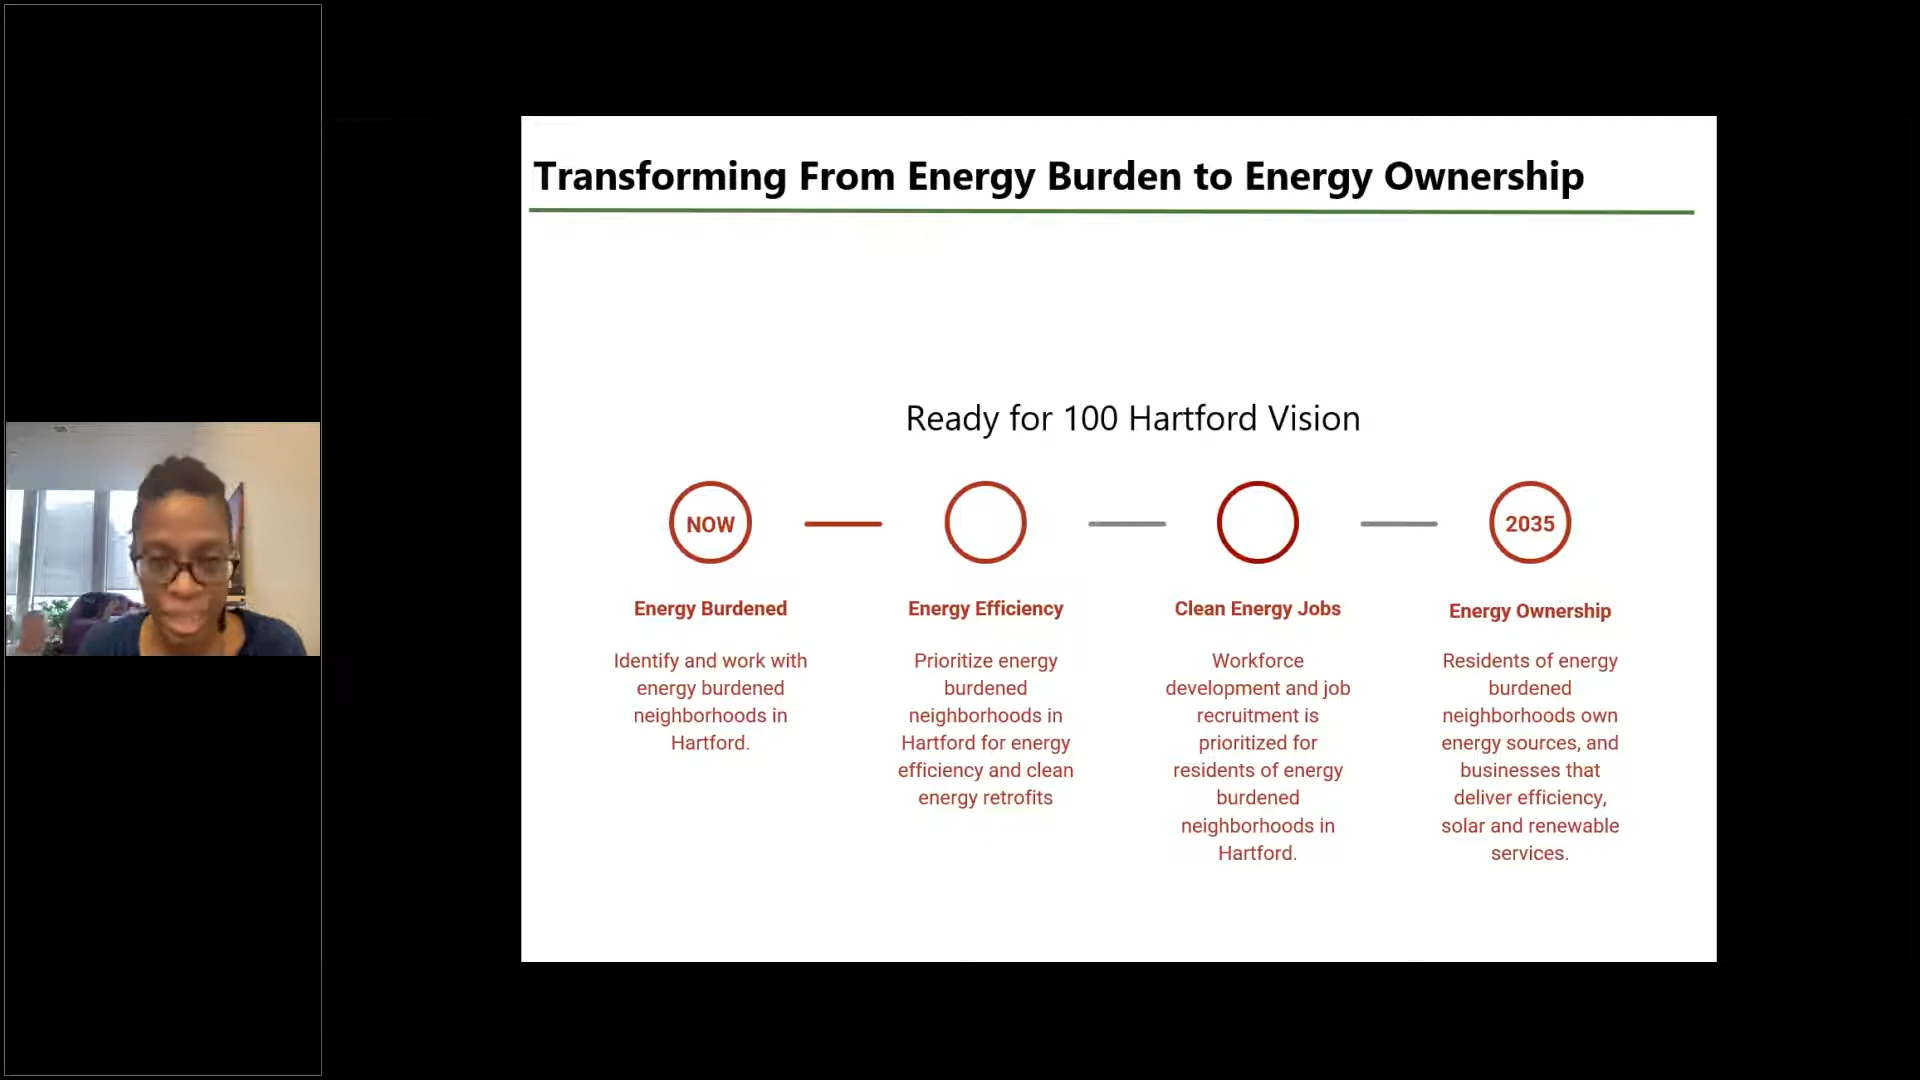 Transforming From Energy Burden to Energy Ownership
Ready for 100 Hartford Vision
NOW
2035
Energy Burdened
Identify and work with
energy burdened
neighborhoods in
Hartford.
Energy Efficiency
Prioritize energy
burdened
neighborhoods in
Hartford for energy
efficiency and clean
energy retrofits
Clean Energy Jobs
Workforce
development and job
recruitment is
prioritized for
residents of energy
burdened
neighborhoods in
Hartford.
Energy Ownership
Residents of energy
burdened
neighborhoods own
energy sources, and
businesses that
deliver efficiency,
solar and renewable
services.